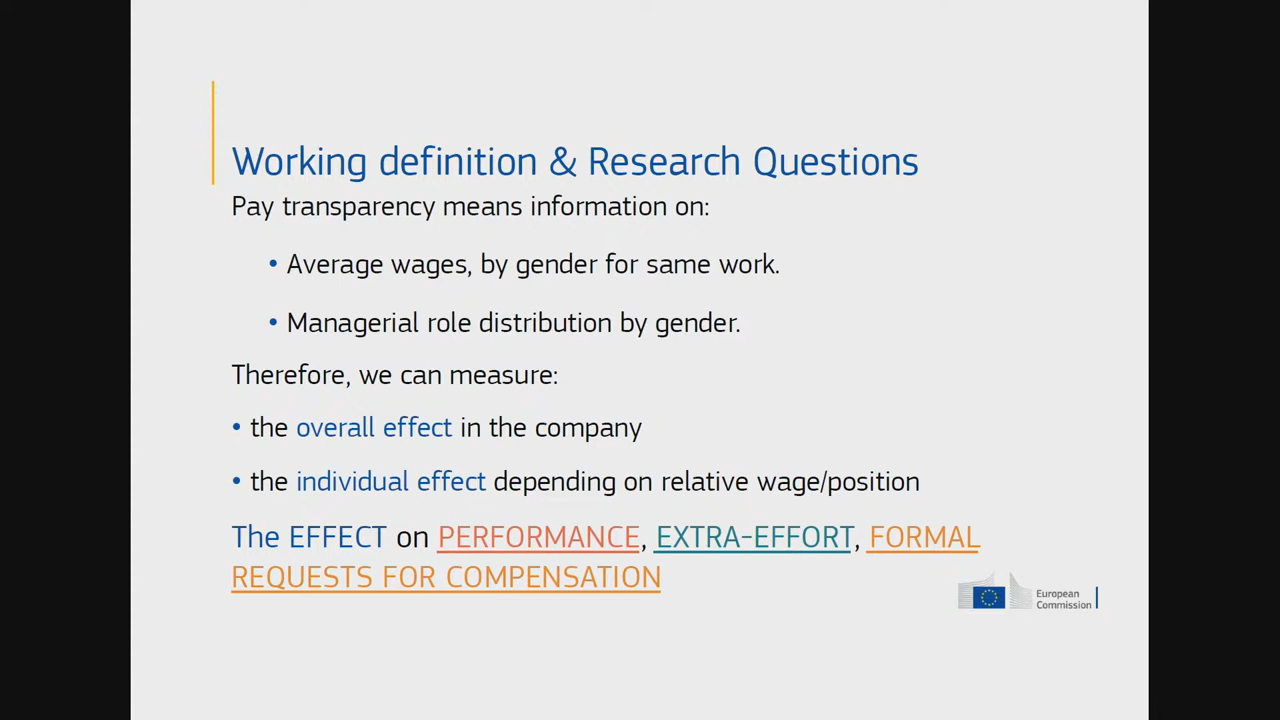 Working definition & Research Questions
Pay transparency means information on:
• Average wages, by gender for same work.
• Managerial role distribution by gender.
Therefore, we can measure:
• the overall effect in the company
• the individual effect depending on relative wage/position
The EFFECT on PERFORMANCE, EXTRA-EFFORT, FORMAL
REQUESTS FOR COMPENSATION
European
Commission